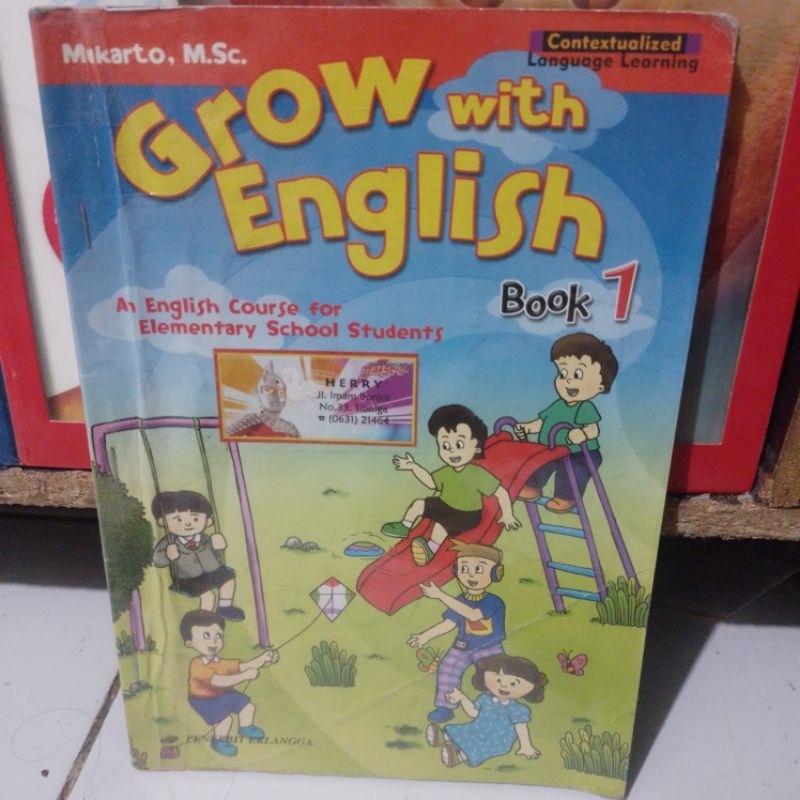 Mukarto, M.Sc.
Contextualized
Language Learning
Grow with
English
Book 1
An English Course for
Elementary School Students
HERRY
Jl. Imam Bonjol
No.33, Sibolga
☎ (0631) 21464
PENERBIT ERLANGGA